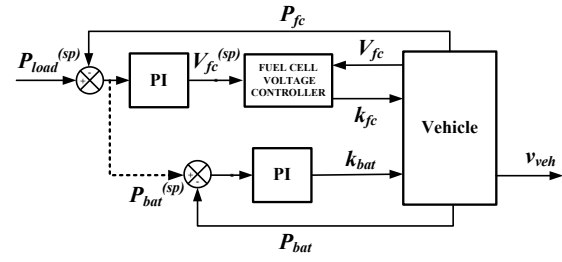 P_fc
P_load^(sp)
-
+
PI
V_fc^(sp)
FUEL CELL
VOLTAGE
CONTROLLER
V_fc
k_fc
Vehicle
v_veh
P_bat^(sp)
+
-
PI
k_bat
P_bat